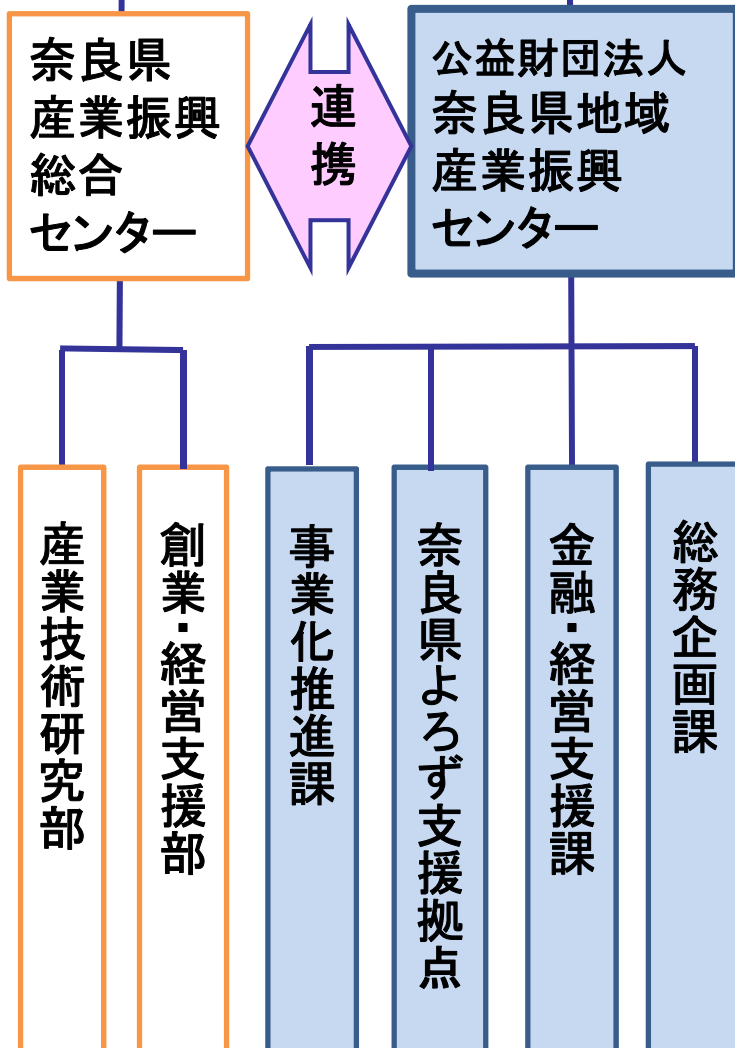 奈良県
産業振興
総合
センター
連
携
公益財団法人
奈良県地域
産業振興
センター
産業技術研究部
創業・経営支援部
事業化推進課
奈良県よろず支援拠点
金融・経営支援課
総務企画課